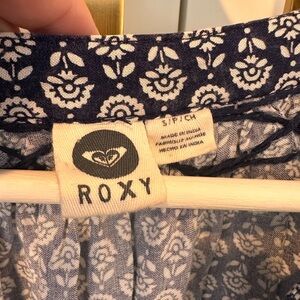 S/P/CH
MADE IN INDIA
FABRIQUÉ AU INDE
HECHO EN INDIA
ROXY